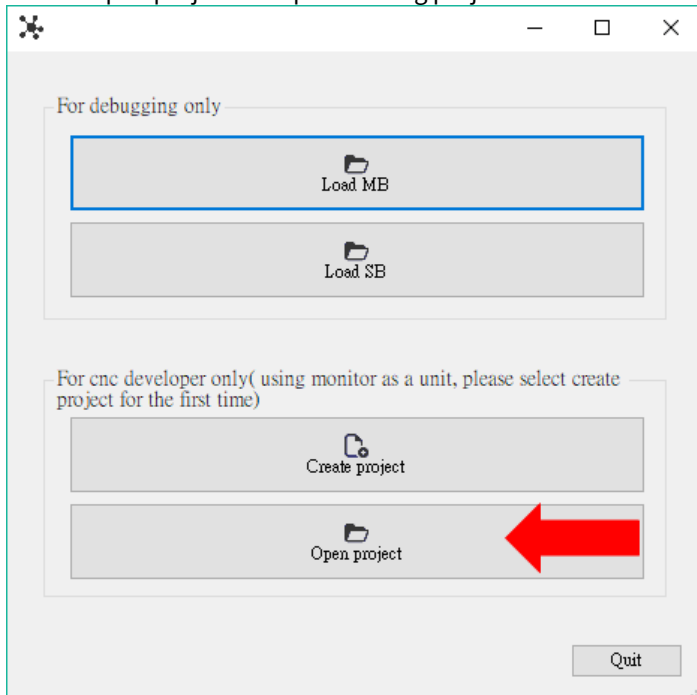 For debugging only
Load MB
Load SB
For cnc developer only( using monitor as a unit, please select create
project for the first time)
Create project
Open project
Quit